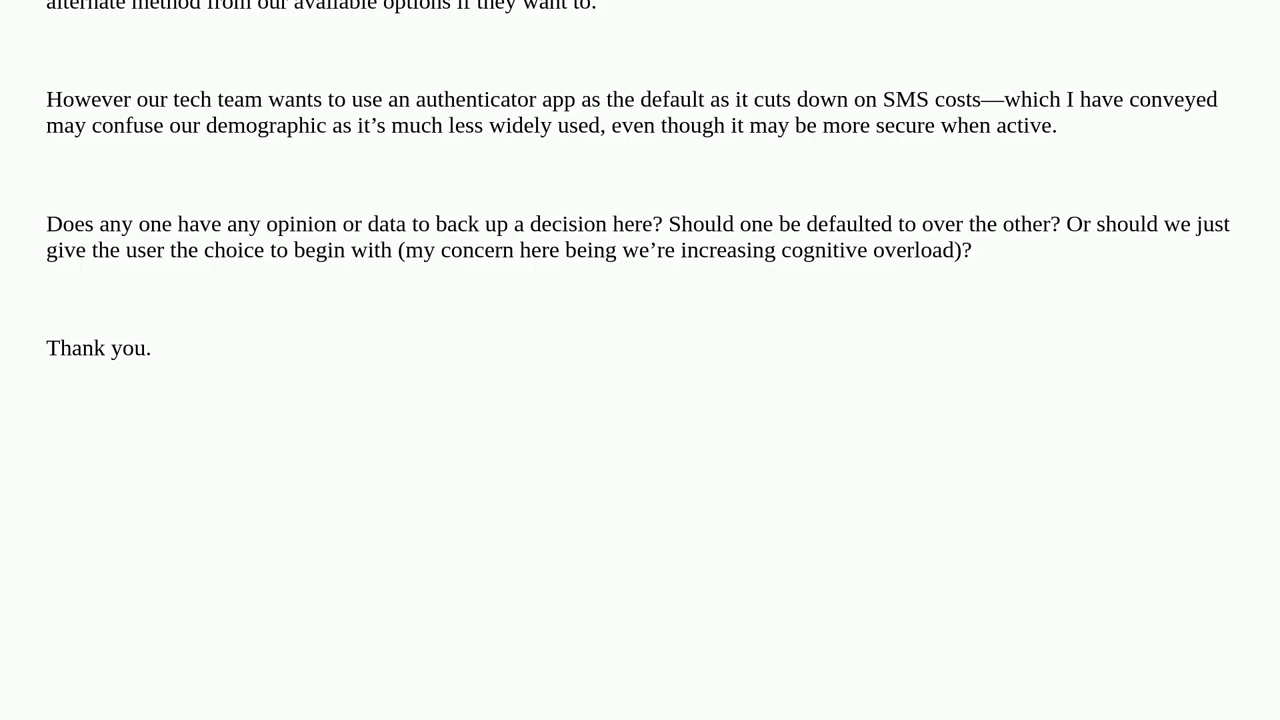 alternate method from our available options if they want to.
However our tech team wants to use an authenticator app as the default as it cuts down on SMS costs—which I have conveyed
may confuse our demographic as it’s much less widely used, even though it may be more secure when active.
Does any one have any opinion or data to back up a decision here? Should one be defaulted to over the other? Or should we just
give the user the choice to begin with (my concern here being we’re increasing cognitive overload)?
Thank you.